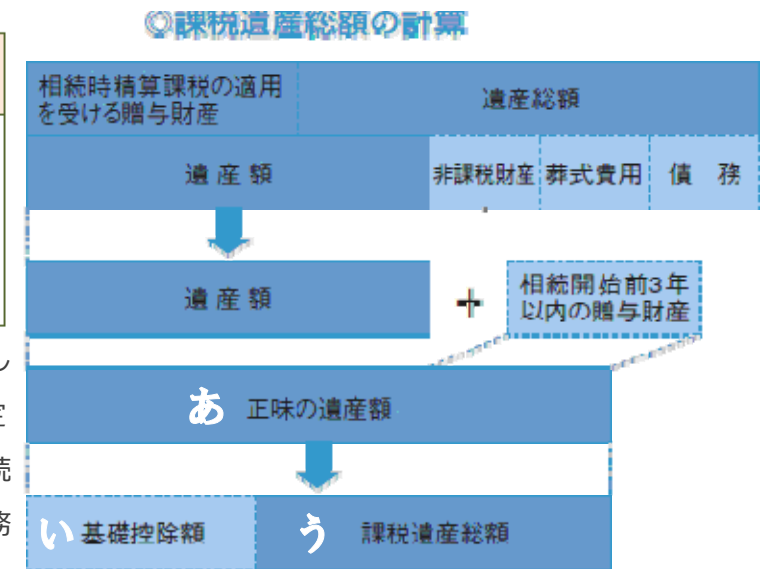 ◎課税遺産総額の計算
相続時精算課税の適用
を受ける贈与財産
遺産総額
遺産額
非課税財産
葬式費用
債 務
遺産額
+
相続開始前3年
以内の贈与財産
あ 正味の遺産額
い 基礎控除額
う 課税遺産総額
し
定
続
務